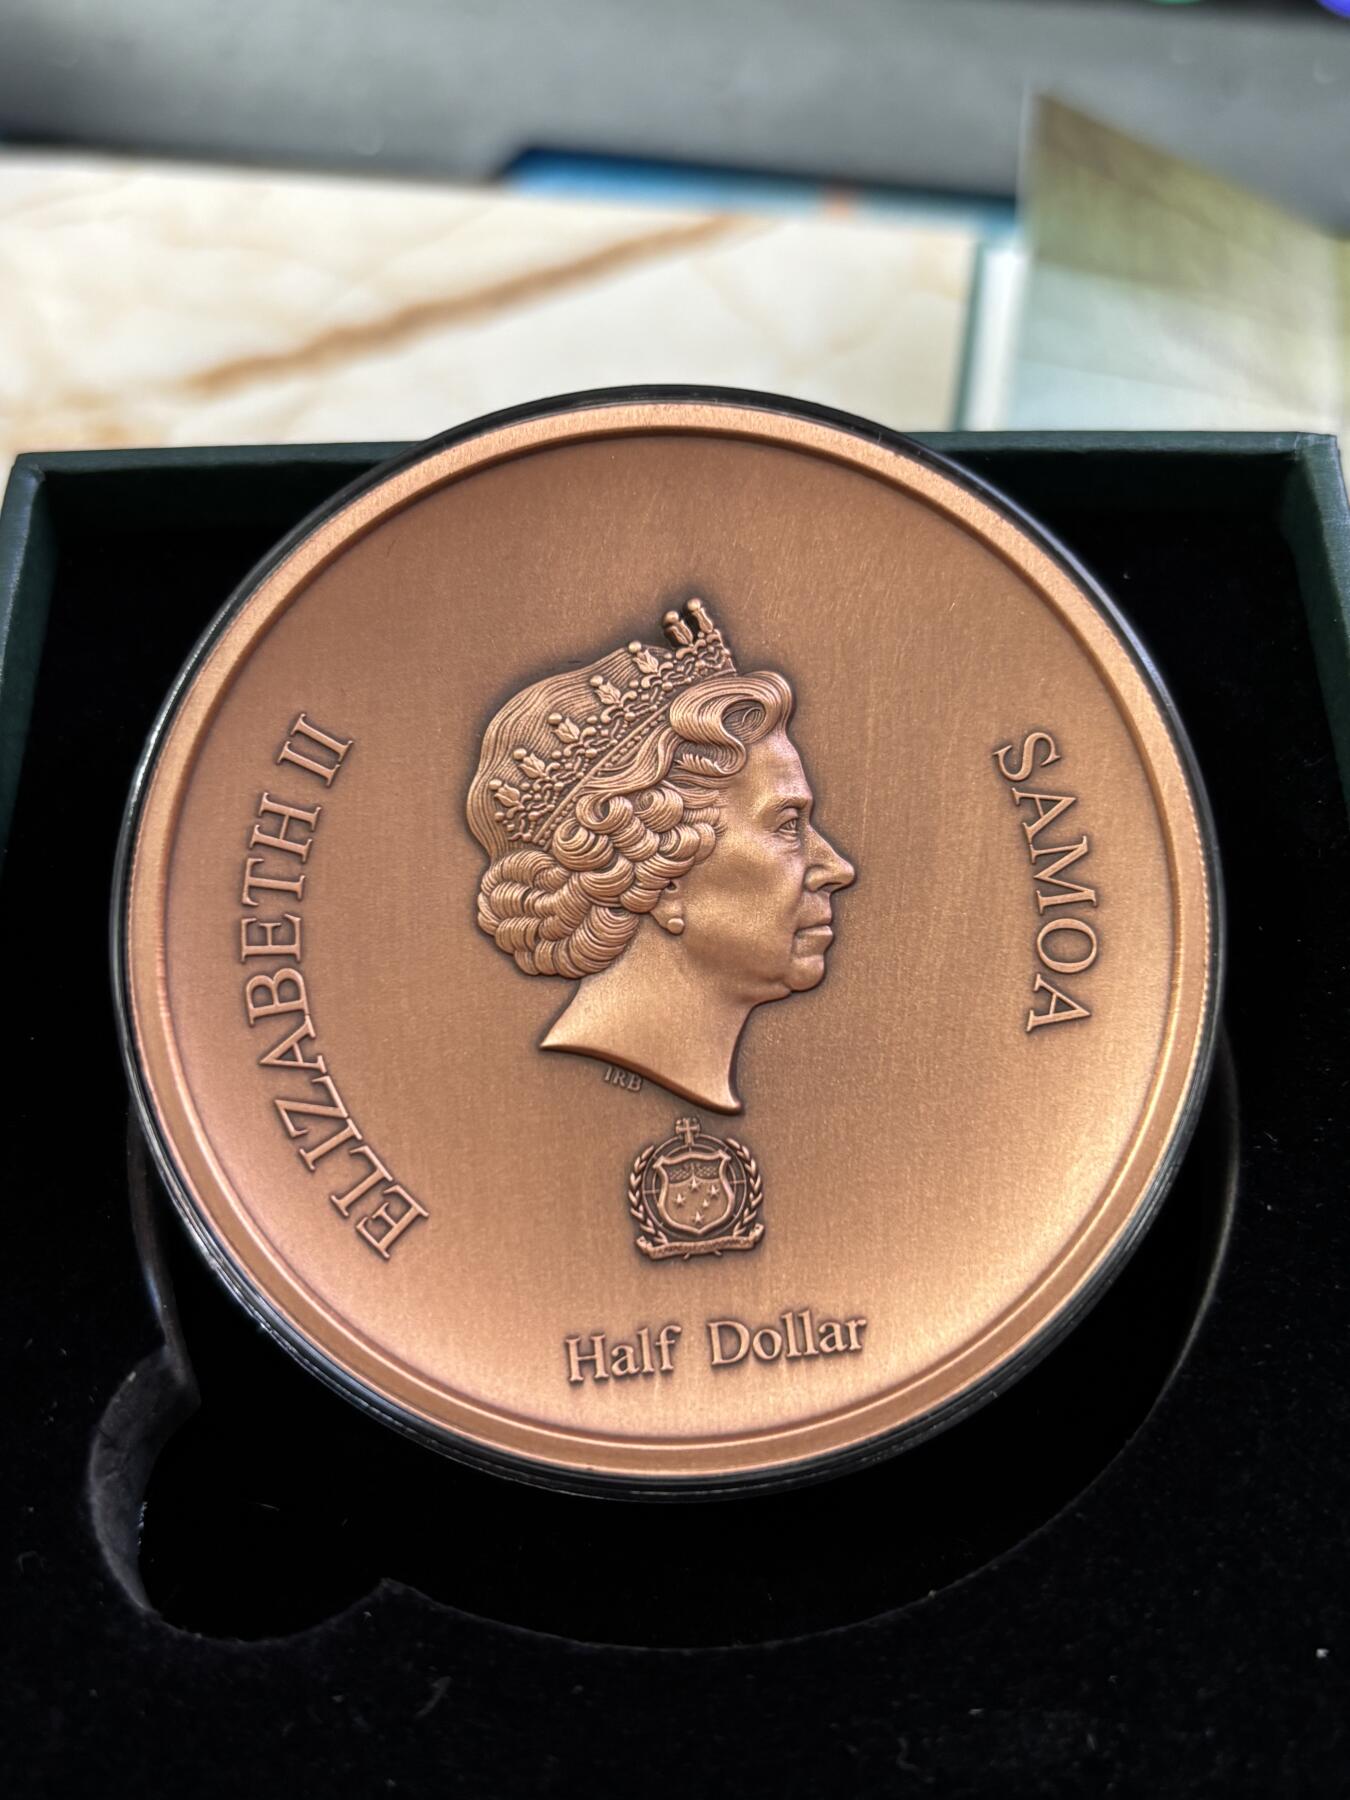 ELIZABETH II
SAMOA
IRB
Half Dollar